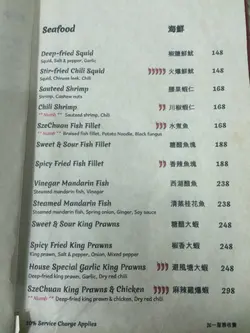 Seafood 海鮮
Deep-fried Squid 椒鹽鮮魷 148
Squid, Salt & pepper, Garlic
Stir-fried Chili Squid 火爆鮮魷 168
Squid, Chinese leek, Chili
Sauteed Shrimp 腰果蝦仁 168
Shrimp, Cashew nuts
Chili Shrimp 川椒蝦仁 168
** Numb ** Sauteed shrimp, Chili
SzeChuan Fish Fillet 水煮魚 168
** Numb ** Braised fish fillet, Potato Noodle, Black fungus
Sweet & Sour Fish Fillet 糖醋魚塊 188
Spicy Fried Fish Fillet 香辣魚塊 188
Vinegar Mandarin Fish 西湖醋魚 238
Steamed mandarin fish, Vinegar
Steamed Mandarin Fish 清蒸桂花魚 238
Steamed mandarin fish, Spring onion, Ginger, Soy sauce
Sweet & Sour King Prawns 糖醋大蝦 248
Spicy Fried King Prawns 椒香大蝦 248
King prawn, Salt & pepper, Onion, Mixed pepper
House Special Garlic King Prawns 避風塘大蝦 248
Deep-fried king prawn, Garlic, Dry red chili
SzeChuan King Prawns & Chicken 麻辣雞爆蝦 298
** Numb ** Deep-fried king prawn & chicken, Dry red chili
10% Service Charge Applies